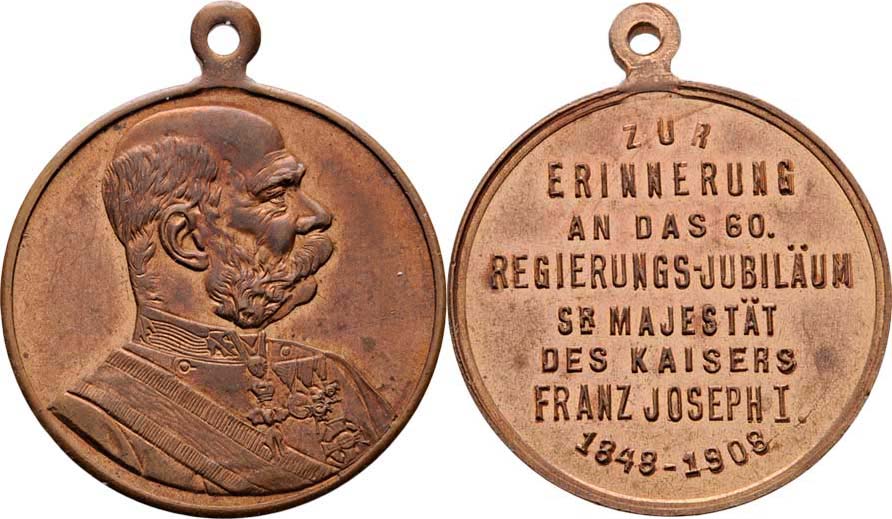 ZUR
ERINNERUNG
AN DAS 60.
REGIERUNGS-JUBILÄUM
SR MAJESTÄT
DES KAISERS
FRANZ JOSEPH I.
1848-1908